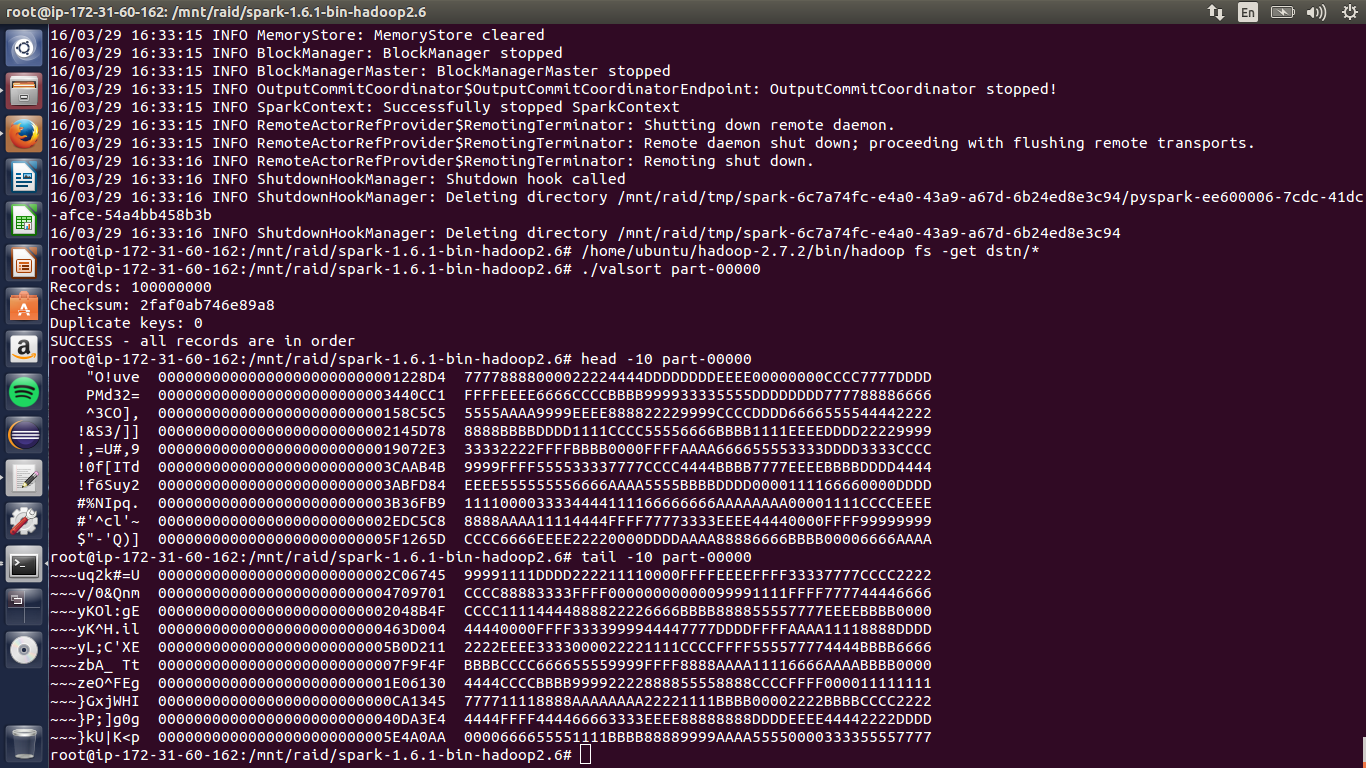 root@ip-172-31-60-162: /mnt/raid/spark-1.6.1-bin-hadoop2.6
En
16/03/29 16:33:15 INFO MemoryStore: MemoryStore cleared
16/03/29 16:33:15 INFO BlockManager: BlockManager stopped
16/03/29 16:33:15 INFO BlockManagerMaster: BlockManagerMaster stopped
16/03/29 16:33:15 INFO OutputCommitCoordinator$OutputCommitCoordinatorEndpoint: OutputCommitCoordinator stopped!
16/03/29 16:33:15 INFO SparkContext: Successfully stopped SparkContext
16/03/29 16:33:15 INFO RemoteActorRefProvider$RemotingTerminator: Shutting down remote daemon.
16/03/29 16:33:15 INFO RemoteActorRefProvider$RemotingTerminator: Remote daemon shut down; proceeding with flushing remote transports.
16/03/29 16:33:16 INFO RemoteActorRefProvider$RemotingTerminator: Remoting shut down.
16/03/29 16:33:16 INFO ShutdownHookManager: Shutdown hook called
16/03/29 16:33:16 INFO ShutdownHookManager: Deleting directory /mnt/raid/tmp/spark-6c7a74fc-e4a0-43a9-a67d-6b24ed8e3c94/pyspark-ee600006-7cdc-41dc
-afce-54a4bb458b3b
16/03/29 16:33:16 INFO ShutdownHookManager: Deleting directory /mnt/raid/tmp/spark-6c7a74fc-e4a0-43a9-a67d-6b24ed8e3c94
root@ip-172-31-60-162:/mnt/raid/spark-1.6.1-bin-hadoop2.6# /home/ubuntu/hadoop-2.7.2/bin/hadoop fs -get dstn/*
root@ip-172-31-60-162:/mnt/raid/spark-1.6.1-bin-hadoop2.6# ./valsort part-00000
Records: 100000000
Checksum: 2faf0ab746e89a8
Duplicate keys: 0
SUCCESS - all records are in order
root@ip-172-31-60-162:/mnt/raid/spark-1.6.1-bin-hadoop2.6# head -10 part-00000
"O!uve  00000000000000000000000001228D4  77778888000022224444DDDDDDDDEEEE00000000CCCC7777DDDD
PMd32=  0000000000000000000000003440CC1  FFFFEEEE6666CCCCBBBB999933335555DDDDDDDD777788886666
^3CO],  000000000000000000000000158C5C5  5555AAAA9999EEEE888822229999CCCCDDDD6666555544442222
!&S3/]]  0000000000000000000000002145D78  8888BBBBDDDD1111CCCC55556666BBBB1111EEEEDDDD22229999
!,=U#,9  00000000000000000000000019072E3  33332222FFFFBBBB0000FFFFAAAA666655553333DDDD3333CCCC
!0f[ITd  0000000000000000000000003CAAB4B  9999FFFF555533337777CCCC4444BBBB7777EEEEBBBBDDDD4444
!f6Suy2  0000000000000000000000003ABFD84  EEEE555555556666AAAA5555BBBBDDDD0000111166660000DDDD
#%NIpq.  0000000000000000000000003B36FB9  1111000033334444111166666666AAAAAAAA00001111CCCCEEEE
#'^cl'~  0000000000000000000000002EDC5C8  8888AAAA11114444FFFF77773333EEEE44440000FFFF99999999
$"-'Q)]  0000000000000000000000005F1265D  CCCC6666EEEE22220000DDDDAAAA88886666BBBB00006666AAAA
root@ip-172-31-60-162:/mnt/raid/spark-1.6.1-bin-hadoop2.6# tail -10 part-00000
~~~uq2k#=U  0000000000000000000000002C06745  99991111DDDD222211110000FFFFEEEEFFFF33337777CCCC2222
~~~v/0&Qnm  0000000000000000000000004709701  CCCC88883333FFFF00000000000099991111FFFF777744446666
~~~yKOl:gE  0000000000000000000000002048B4F  CCCC11114444888822226666BBBB888855557777EEEEBBBB0000
~~~yK^H.il  000000000000000000000000463D004  44440000FFFF3333999944447777DDDDFFFFAAAA11118888DDDD
~~~yL;C'XE  0000000000000000000000005B0D211  2222EEEE3333000022221111CCCCFFFF555577774444BBBB6666
~~~zbA_ Tt  00000000000000000000000007F9F4F  BBBBCCCC666655559999FFFF8888AAAA11116666AAAABBBB0000
~~~zeO^FEg  0000000000000000000000001E06130  4444CCCCBBBB99992222888855558888CCCCFFFF000011111111
~~~}GxjWHI  0000000000000000000000000CA1345  777711118888AAAAAAAA22221111BBBB00002222BBBBCCCC2222
~~~}P;]g0g  00000000000000000000000040DA3E4  4444FFFF444466663333EEEE88888888DDDDEEEE44442222DDDD
~~~}kU|K<p  0000000000000000000000005E4A0AA  0000666655551111BBBB88889999AAAA55550000333355557777
root@ip-172-31-60-162:/mnt/raid/spark-1.6.1-bin-hadoop2.6#